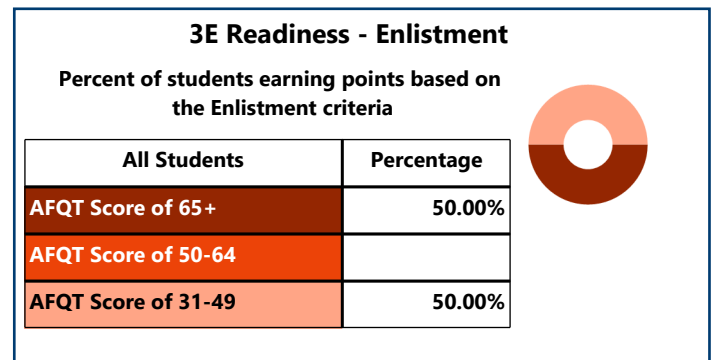 3E Readiness - Enlistment
Percent of students earning points based on
the Enlistment criteria
All Students Percentage
AFQT Score of 65+ 50.00%
AFQT Score of 50-64
AFQT Score of 31-49 50.00%